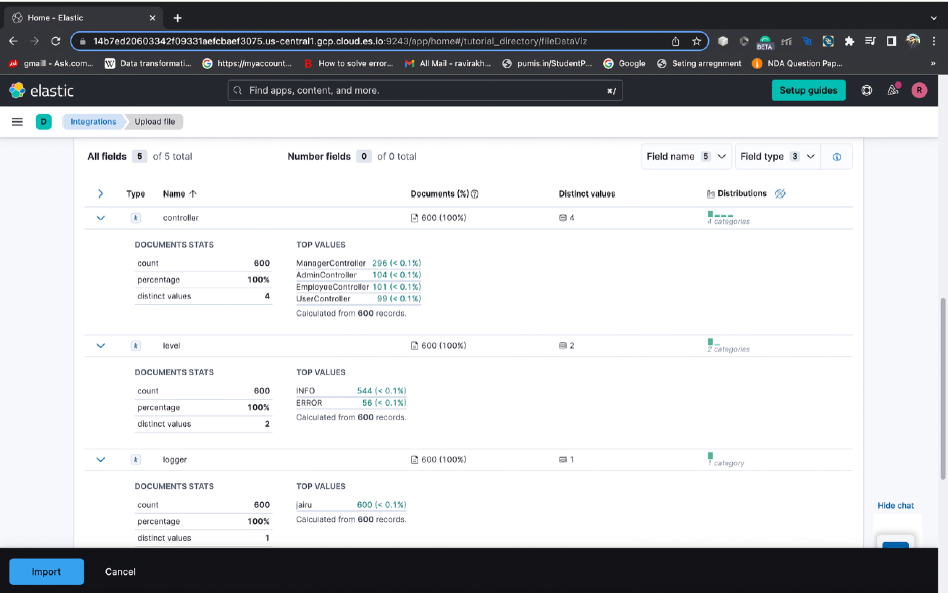 Home - Elastic
14b7ed20603342f09331aefcbaef3075.us-central1.gcp.cloud.es.io:9243/app/home#/tutorial_directory/fileDataViz
BETA
gmaill - Ask.com... Data transformati... https://myaccount... How to solve error... All Mail - ravirakh... pumis.in/StudentP... Google Seting arregnment NDA Question Pap... »
elastic Find apps, content, and more. ⌘/ Setup guides R
D Integrations Upload file
All fields 5 of 5 total Number fields 0 of 0 total Field name 5 Field type 3
Type Name Documents (%) Distinct values Distributions
k controller 600 (100%) 4 4 categories
DOCUMENTS STATS TOP VALUES
count 600 ManagerController 296 (< 0.1%)
AdminController 104 (< 0.1%)
percentage 100% EmployeeController 101 (< 0.1%)
distinct values 4 UserController 99 (< 0.1%)
Calculated from 600 records.
k level 600 (100%) 2 2 categories
DOCUMENTS STATS TOP VALUES
count 600 INFO 544 (< 0.1%)
percentage 100% ERROR 56 (< 0.1%)
distinct values 2 Calculated from 600 records.
k logger 600 (100%) 1 1 category
DOCUMENTS STATS TOP VALUES
count 600 jairu 600 (< 0.1%)
percentage 100% Calculated from 600 records.
distinct values 1
Hide chat
Import Cancel